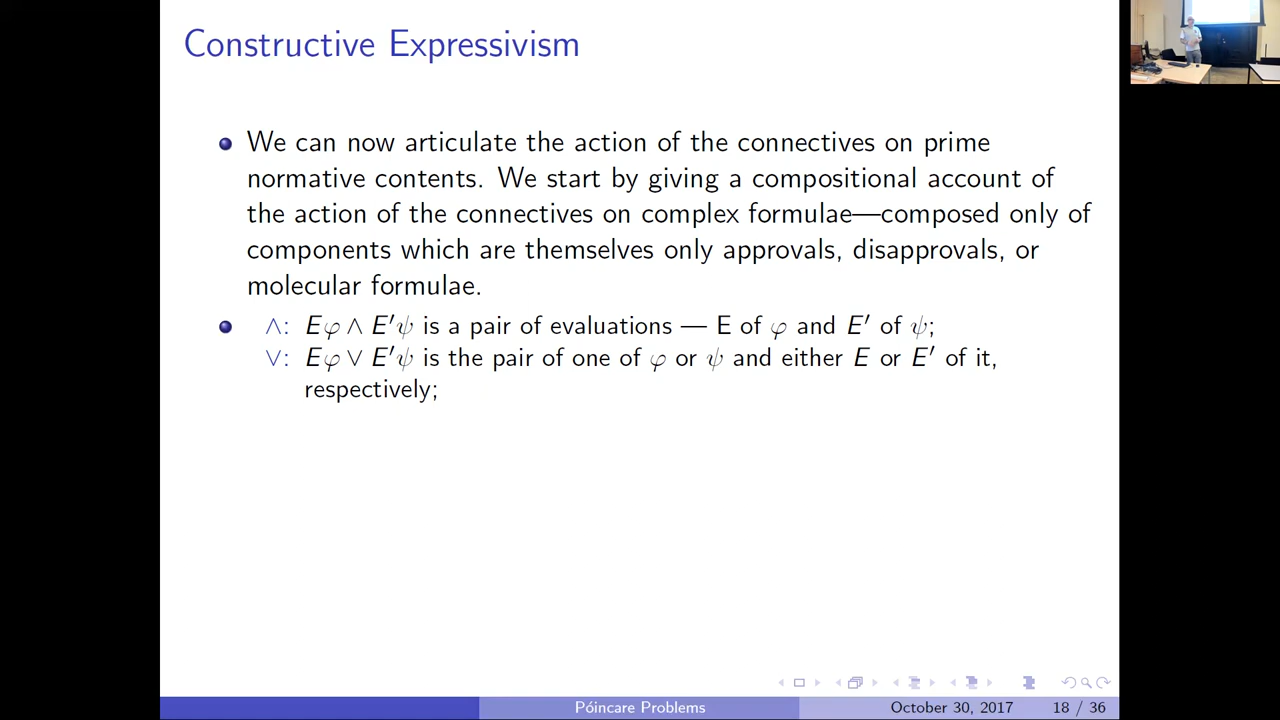 Constructive Expressivism
We can now articulate the action of the connectives on prime
normative contents. We start by giving a compositional account of
the action of the connectives on complex formulae—composed only of
components which are themselves only approvals, disapprovals, or
molecular formulae.
∧: Eφ ∧ E′ψ is a pair of evaluations — E of φ and E′ of ψ;
∨: Eφ ∨ E′ψ is the pair of one of φ or ψ and either E or E′ of it,
respectively;
Póincare Problems
October 30, 2017
18 / 36